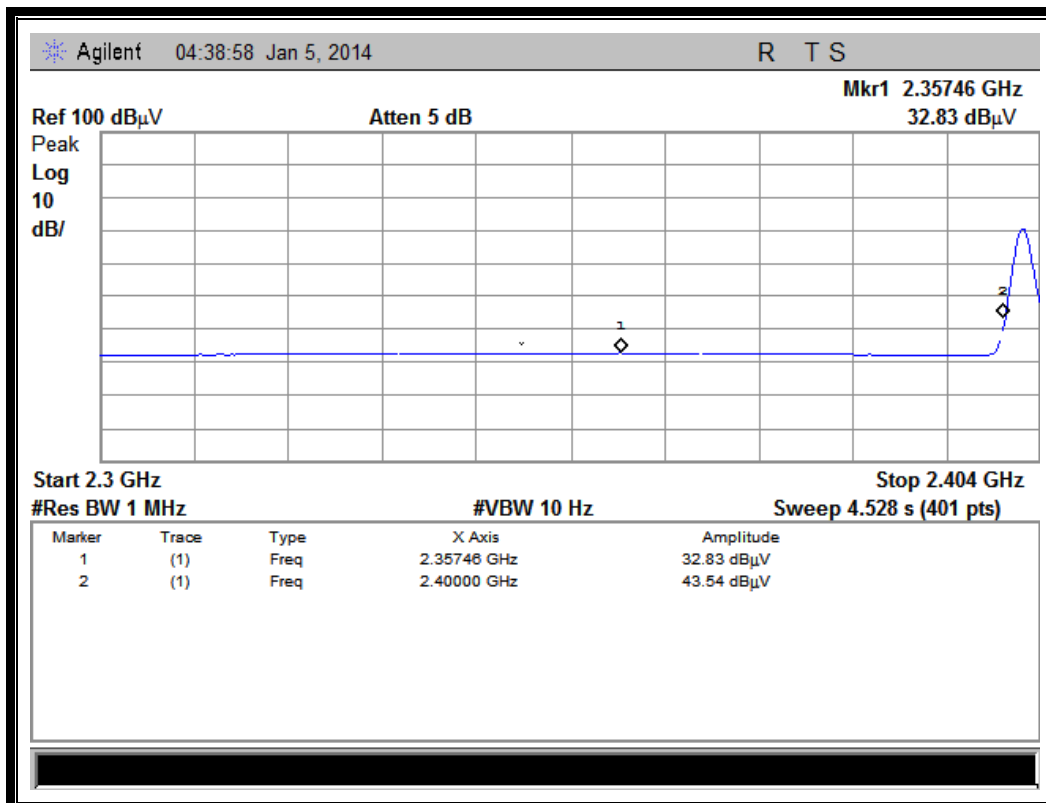 Agilent 04:38:58 Jan 5, 2014 R T S
Mkr1 2.35746 GHz
Ref 100 dBμV Atten 5 dB 32.83 dBμV
Peak
Log
10
dB/
1
2
Start 2.3 GHz Stop 2.404 GHz
#Res BW 1 MHz #VBW 10 Hz Sweep 4.528 s (401 pts)
Marker Trace Type X Axis Amplitude
1 (1) Freq 2.35746 GHz 32.83 dBμV
2 (1) Freq 2.40000 GHz 43.54 dBμV